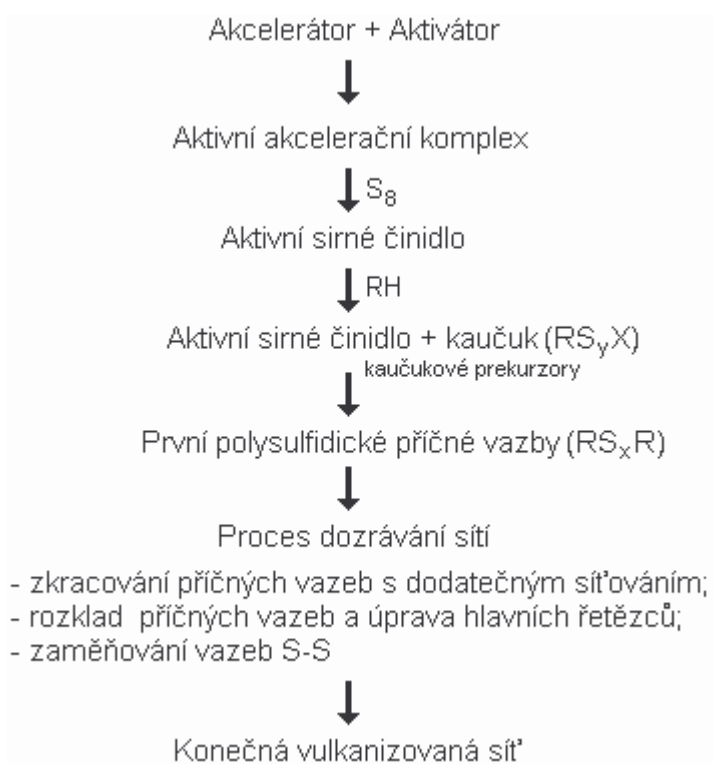 Akcelerátor + Aktivátor
Aktivní akcelerační komplex
S₈
Aktivní sirné činidlo
RH
Aktivní sirné činidlo + kaučuk (RSᵧX)
kaučukové prekurzory
První polysulfidické příčné vazby (RSₓR)
Proces dozrávání sítí
- zkracování příčných vazeb s dodatečným síťováním;
- rozklad příčných vazeb a úprava hlavních řetězců;
- zaměňování vazeb S-S
Konečná vulkanizovaná síť